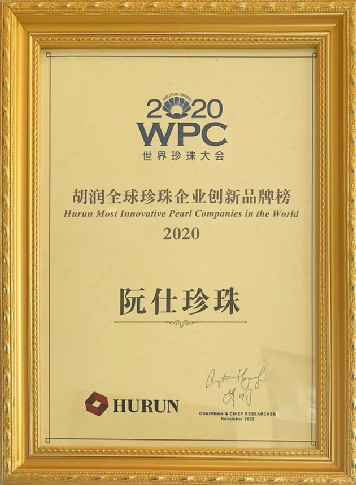 2020
WPC
世界珍珠大会
胡润全球珍珠企业创新品牌榜
Hurun Most Innovative Pearl Companies in the World
2020
阮仕珍珠
HURUN
CHAIRMAN & CHIEF RESEARCHER
November 2020